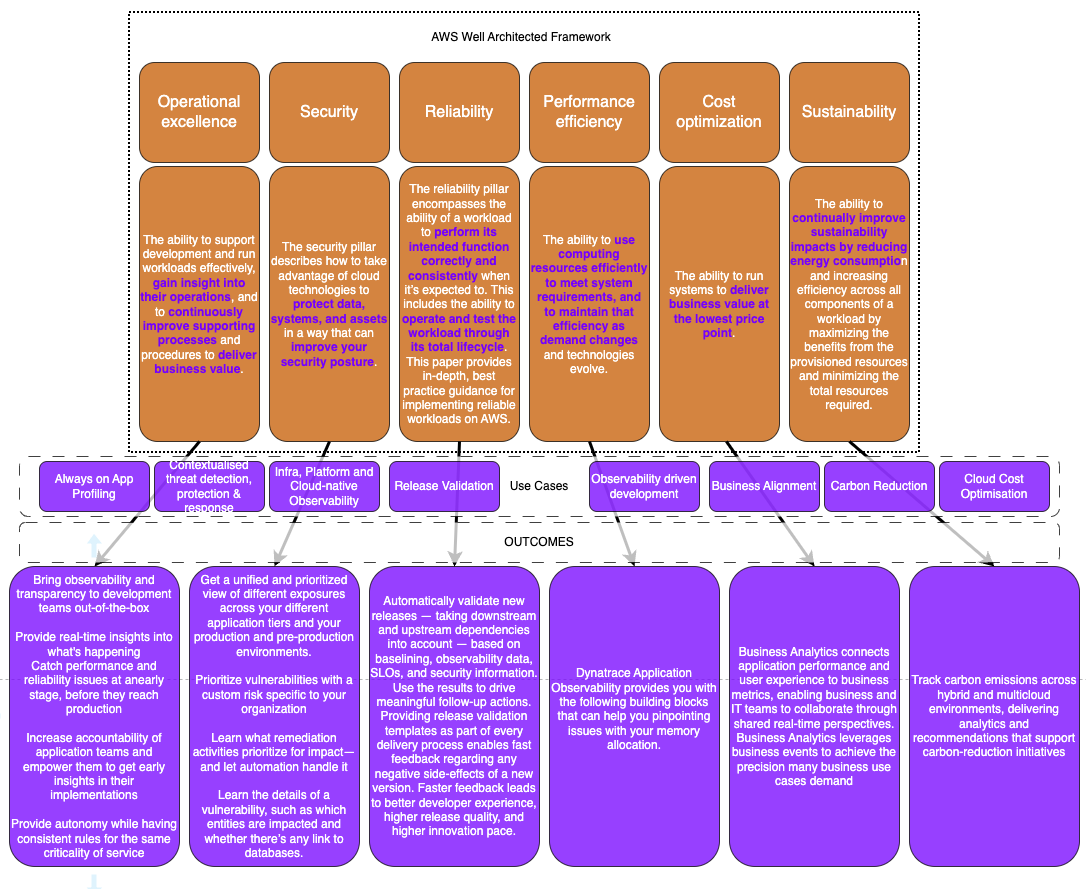 AWS Well Architected Framework
Operational
excellence
Security
Reliability
Performance
efficiency
Cost
optimization
Sustainability
The ability to support
development and run
workloads effectively,
gain insight into
their operations, and
to continuously
improve supporting
processes and
procedures to deliver
business value.
The security pillar
describes how to take
advantage of cloud
technologies to
protect data,
systems, and assets
in a way that can
improve your
security posture.
The reliability pillar
encompasses the
ability of a workload
to perform its
intended function
correctly and
consistently when
it's expected to. This
includes the ability to
operate and test the
workload through
its total lifecycle.
This paper provides
in-depth, best
practice guidance for
implementing reliable
workloads on AWS.
The ability to use
computing
resources efficiently
to meet system
requirements, and
to maintain that
efficiency as
demand changes
and technologies
evolve.
The ability to run
systems to deliver
business value at
the lowest price
point.
The ability to
continually improve
sustainability
impacts by reducing
energy consumption
and increasing
efficiency across all
components of a
workload by
maximizing the
benefits from the
provisioned resources
and minimizing the
total resources
required.
Always on App
Profiling
Contextualised
threat detection,
protection &
response
Infra, Platform and
Cloud-native
Observability
Release Validation
Use Cases
Observability driven
development
Business Alignment
Carbon Reduction
Cloud Cost
Optimisation
OUTCOMES
Bring observability and
transparency to development
teams out-of-the-box
Provide real-time insights into
what's happening
Catch performance and
reliability issues at anearly
stage, before they reach
production
Increase accountability of
application teams and
empower them to get early
insights in their
implementations
Provide autonomy while having
consistent rules for the same
criticality of service
Get a unified and prioritized
view of different exposures
across your different
application tiers and your
production and pre-production
environments.
Prioritize vulnerabilities with a
custom risk specific to your
organization
Learn what remediation
activities prioritize for impact—
and let automation handle it
Learn the details of a
vulnerability, such as which
entities are impacted and
whether there's any link to
databases.
Automatically validate new
releases — taking downstream
and upstream dependencies
into account — based on
baselining, observability data,
SLOs, and security information.
Use the results to drive
meaningful follow-up actions.
Providing release validation
templates as part of every
delivery process enables fast
feedback regarding any
negative side-effects of a new
version. Faster feedback leads
to better developer experience,
higher release quality, and
higher innovation pace.
Dynatrace Application
Observability provides you with
the following building blocks
that can help you pinpointing
issues with your memory
allocation.
Business Analytics connects
application performance and
user experience to business
metrics, enabling business and
IT teams to collaborate through
shared real-time perspectives.
Business Analytics leverages
business events to achieve the
precision many business use
cases demand
Track carbon emissions across
hybrid and multicloud
environments, delivering
analytics and
recommendations that support
carbon-reduction initiatives